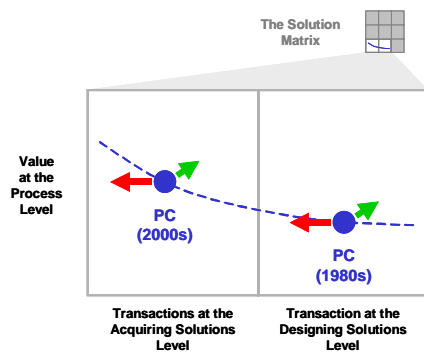 The Solution
Matrix
Value
at the
Process
Level
PC
(2000s)
PC
(1980s)
Transactions at the
Acquiring Solutions
Level
Transaction at the
Designing Solutions
Level